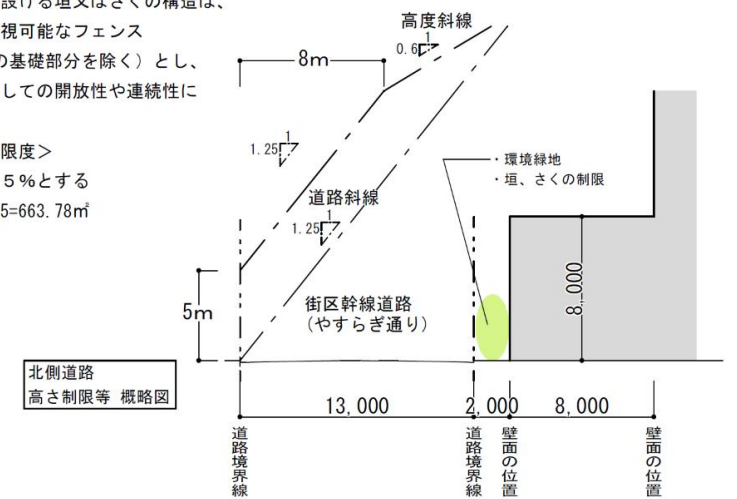 設ける垣又はさくの構造は、
視可能なフェンス
の基礎部分を除く）とし、
しての開放性や連続性に
限度＞
５％とする
5=663.78㎡
高度斜線
1
0.6
8m
1
1.25
道路斜線
1
1.25
・環境緑地
・垣、さくの制限
5m
街区幹線道路
（やすらぎ通り）
8,000
北側道路
高さ制限等 概略図
13,000
2,000
8,000
道路境界線
道路境界線
壁面の位置
壁面の位置